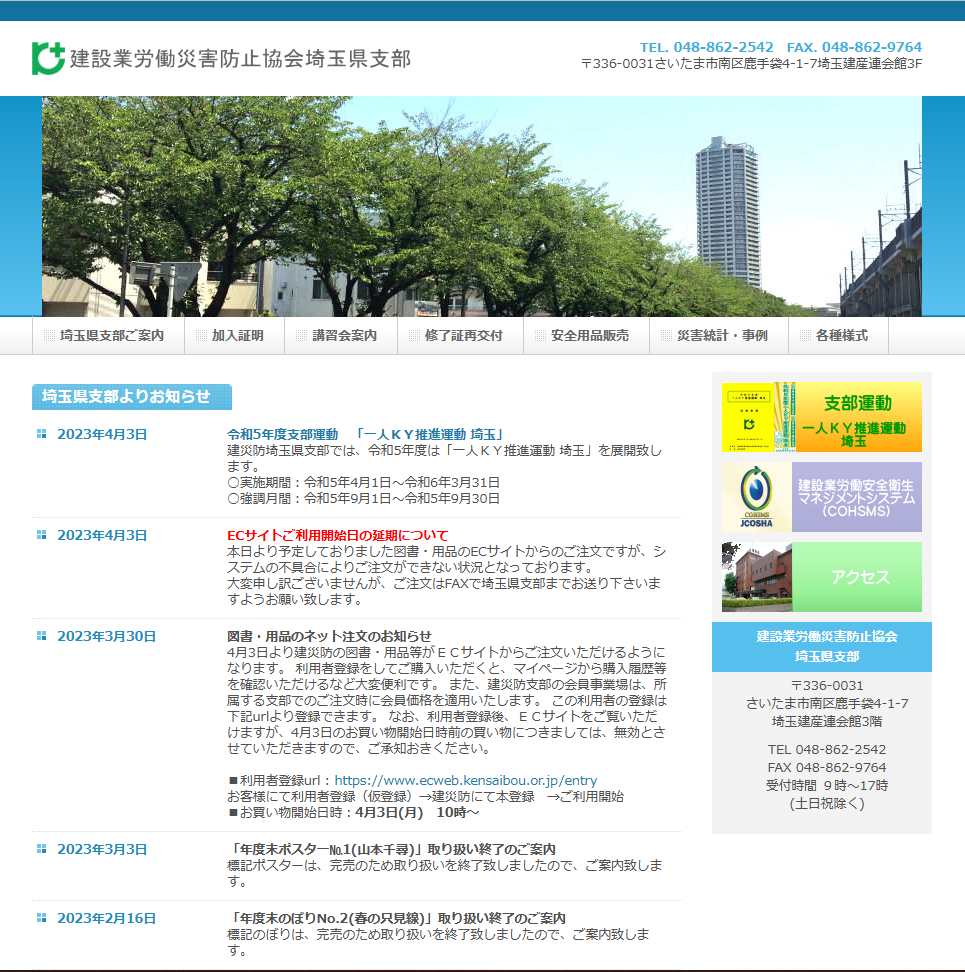 建設業労働災害防止協会埼玉県支部
TEL. 048-862-2542 FAX. 048-862-9764
〒336-0031さいたま市南区鹿手袋4-1-7埼玉建産連会館3F
埼玉県支部ご案内
加入証明
講習会案内
修了証再交付
安全用品販売
災害統計・事例
各種様式
埼玉県支部よりお知らせ
2023年4月3日
令和5年度支部運動 「一人ＫＹ推進運動 埼玉」
建災防埼玉県支部では、令和5年度は「一人ＫＹ推進運動 埼玉」を展開致し
ます。
○実施期間：令和5年4月1日～令和6年3月31日
○強調月間：令和5年9月1日～令和5年9月30日
2023年4月3日
ECサイトご利用開始日の延期について
本日より予定しておりました図書・用品のECサイトからのご注文ですが、シ
ステムの不具合によりご注文ができない状況となっております。
大変申し訳ございませんが、ご注文はFAXで埼玉県支部までお送り下さいま
すようお願い致します。
2023年3月30日
図書・用品のネット注文のお知らせ
4月3日より建災防の図書・用品等がＥＣサイトからご注文いただけるように
なります。 利用者登録をしてご購入いただくと、マイページから購入履歴等
を確認いただけるなど大変便利です。 また、建災防支部の会員事業場は、所
属する支部でのご注文時に会員価格を適用いたします。 この利用者の登録は
下記urlより登録できます。 なお、利用者登録後、ＥＣサイトをご覧いただ
けますが、4月3日のお買い物開始日時前の買い物につきましては、無効とさ
せていただきますので、ご承知おきください。
■利用者登録url：https://www.ecweb.kensaibou.or.jp/entry
お客様にて利用者登録（仮登録）→建災防にて本登録 →ご利用開始
■お買い物開始日時：4月3日(月) 10時～
2023年3月3日
「年度末ポスター№1(山本千尋)」取り扱い終了のご案内
標記ポスターは、完売のため取り扱いを終了致しましたので、ご案内致しま
す。
2023年2月16日
「年度末のぼりNo.2(春の只見線)」取り扱い終了のご案内
標記のぼりは、完売のため取り扱いを終了致しましたので、ご案内致しま
す。
支部運動
一人ＫＹ推進運動
埼玉
COHSMS
JCOSHA
建設業労働安全衛生
マネジメントシステム
（COHSMS）
アクセス
建設業労働災害防止協会
埼玉県支部
〒336-0031
さいたま市南区鹿手袋4-1-7
埼玉建産連会館3階
TEL 048-862-2542
FAX 048-862-9764
受付時間 ９時～17時
(土日祝除く)